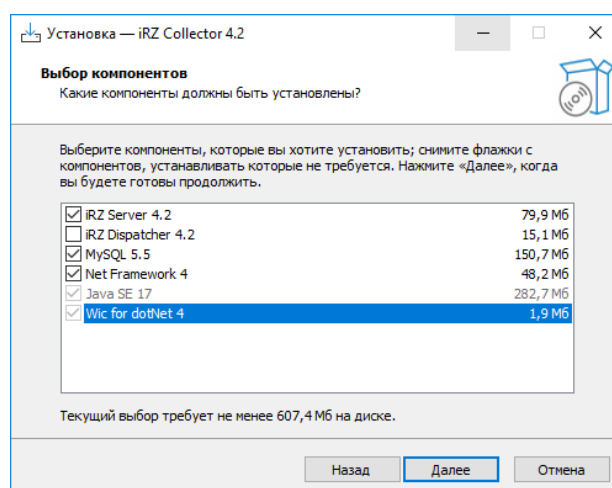 Установка — iRZ Collector 4.2
Выбор компонентов
Какие компоненты должны быть установлены?
Выберите компоненты, которые вы хотите установить; снимите флажки с
компонентов, устанавливать которые не требуется. Нажмите «Далее», когда
вы будете готовы продолжить.
iRZ Server 4.2 79,9 Мб
iRZ Dispatcher 4.2 15,1 Мб
MySQL 5.5 150,7 Мб
Net Framework 4 48,2 Мб
Java SE 17 282,7 Мб
Wic for dotNet 4 1,9 Мб
Текущий выбор требует не менее 607,4 Мб на диске.
Назад Далее Отмена